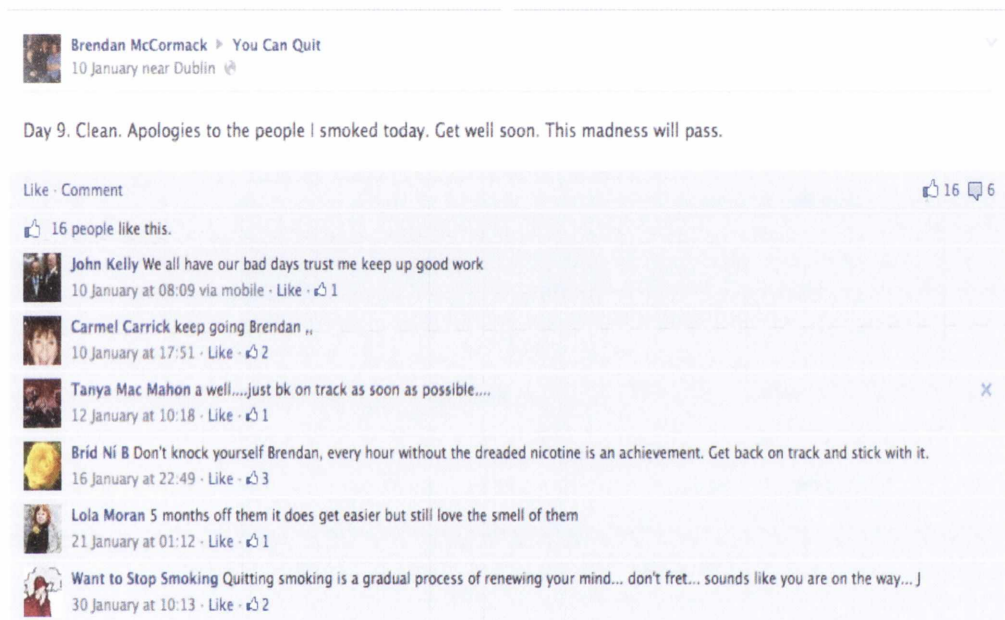 Brendan McCormack ▸ You Can Quit
10 January near Dublin
Day 9. Clean. Apologies to the people I smoked today. Get well soon. This madness will pass.
Like · Comment 16 6
16 people like this.
John Kelly We all have our bad days trust me keep up good work
10 January at 08:09 via mobile · Like · 1
Carmel Carrick keep going Brendan ,,
10 January at 17:51 · Like · 2
Tanya Mac Mahon a well....Just bk on track as soon as possible....
12 January at 10:18 · Like · 1
Bríd Ní B Don't knock yourself Brendan, every hour without the dreaded nicotine is an achievement. Get back on track and stick with it.
16 January at 22:49 · Like · 3
Lola Moran 5 months off them it does get easier but still love the smell of them
21 January at 01:12 · Like · 1
Want to Stop Smoking Quitting smoking is a gradual process of renewing your mind... don't fret... sounds like you are on the way... J
30 January at 10:13 · Like · 2